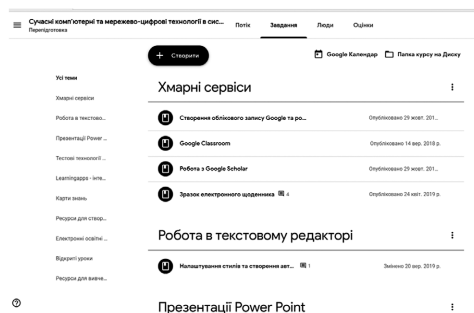 Сучасні комп'ютерні та мережево-цифрові технології в сис...
Перепідготовка
Потік Завдання Люди Оцінки
+ Створити
Google Календар Папка курсу на Диску
Усі теми
Хмарні сервіси
Робота в текстово...
Презентації Power ...
Тестові технології ...
Learningapps - інте...
Карти знань
Ресурси для створ...
Електронні освітні ...
Відкриті уроки
Ресурси для вивче...
Хмарні сервіси
Створення облікового запису Google та ро... Опубліковано 29 жовт. 201...
Google Classroom Опубліковано 14 вер. 2018 р.
Робота з Google Scholar Опубліковано 29 жовт. 201...
Зразок електронного щоденника 4 Опубліковано 24 квіт. 2019 р.
Робота в текстовому редакторі
Налаштування стилів та створення авт... 1 Змінено 20 вер. 2019 р.
Презентації Power Point